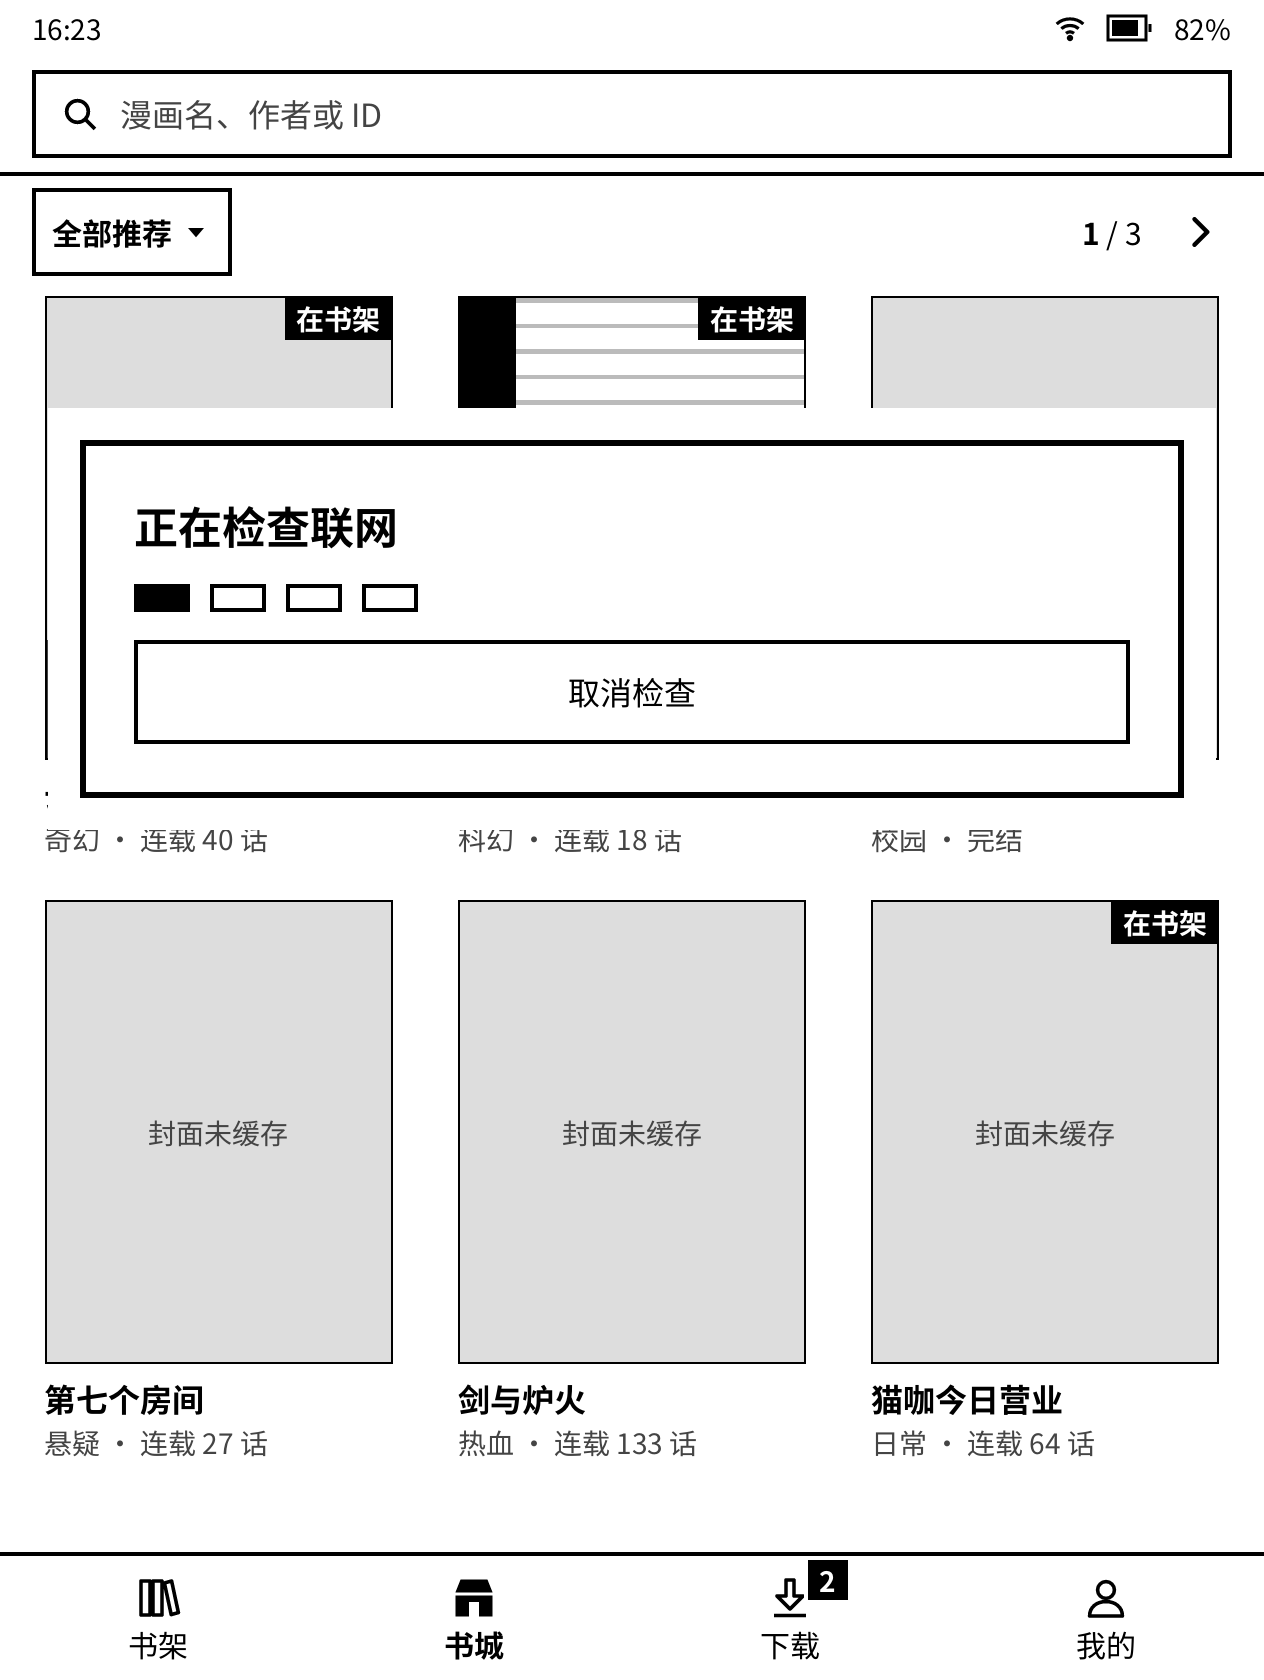 16:23
82%
漫画名、作者或 ID
全部推荐
1 / 3
在书架
在书架
正在检查联网
取消检查
奇幻 · 连载 40 话
科幻 · 连载 18 话
校园 · 完结
在书架
封面未缓存
封面未缓存
封面未缓存
第七个房间
剑与炉火
猫咖今日营业
悬疑 · 连载 27 话
热血 · 连载 133 话
日常 · 连载 64 话
2
书架
书城
下载
我的